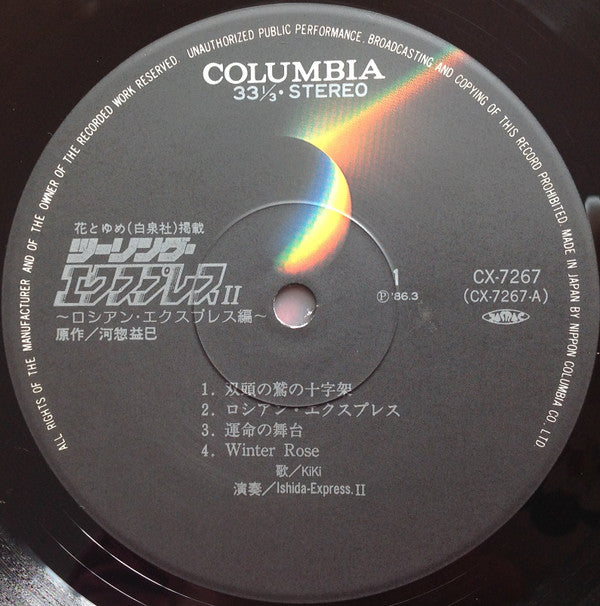 ALL RIGHTS OF THE MANUFACTURER AND OF THE OWNER OF THE RECORDED WORK RESERVED. UNAUTHORIZED PUBLIC PERFORMANCE, BROADCASTING AND COPYING OF THIS RECORD PROHIBITED. MADE IN JAPAN BY NIPPON COLUMBIA CO., LTD
COLUMBIA
33⅓・STEREO
花とゆめ(白泉社)掲載
ツーリング・
エクスプレスII
〜ロシアン・エクスプレス編〜
原作/河惣益巳
1
Ⓟ'86.3
CX-7267
(CX-7267-A)
JASRAC
1. 双頭の鷲の十字架
2. ロシアン・エクスプレス
3. 運命の舞台
4. Winter Rose
歌/KiKi
演奏/Ishida-Express.II